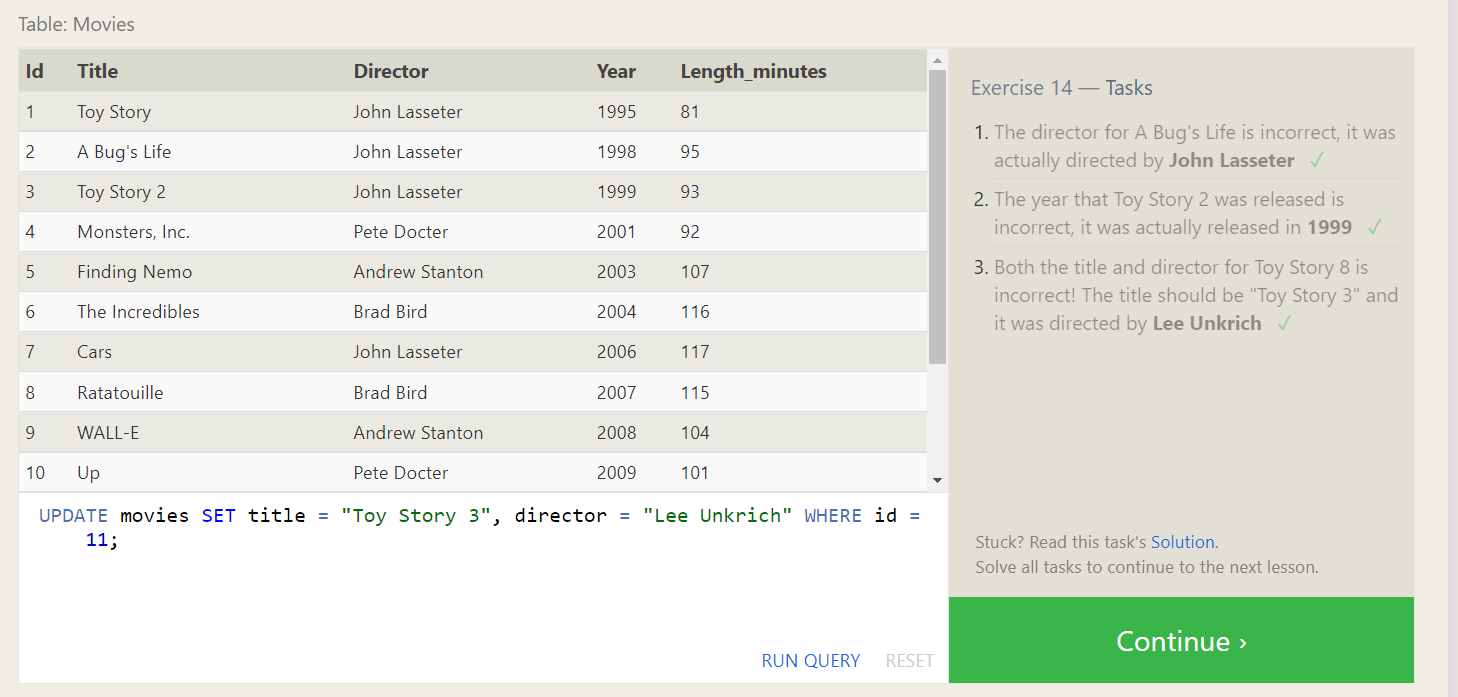 Table: Movies
Id Title Director Year Length_minutes
1 Toy Story John Lasseter 1995 81
2 A Bug's Life John Lasseter 1998 95
3 Toy Story 2 John Lasseter 1999 93
4 Monsters, Inc. Pete Docter 2001 92
5 Finding Nemo Andrew Stanton 2003 107
6 The Incredibles Brad Bird 2004 116
7 Cars John Lasseter 2006 117
8 Ratatouille Brad Bird 2007 115
9 WALL-E Andrew Stanton 2008 104
10 Up Pete Docter 2009 101
UPDATE movies SET title = "Toy Story 3", director = "Lee Unkrich" WHERE id =
11;
RUN QUERY RESET
Exercise 14 — Tasks
1. The director for A Bug's Life is incorrect, it was
actually directed by John Lasseter ✓
2. The year that Toy Story 2 was released is
incorrect, it was actually released in 1999 ✓
3. Both the title and director for Toy Story 8 is
incorrect! The title should be "Toy Story 3" and
it was directed by Lee Unkrich ✓
Stuck? Read this task's Solution.
Solve all tasks to continue to the next lesson.
Continue ›